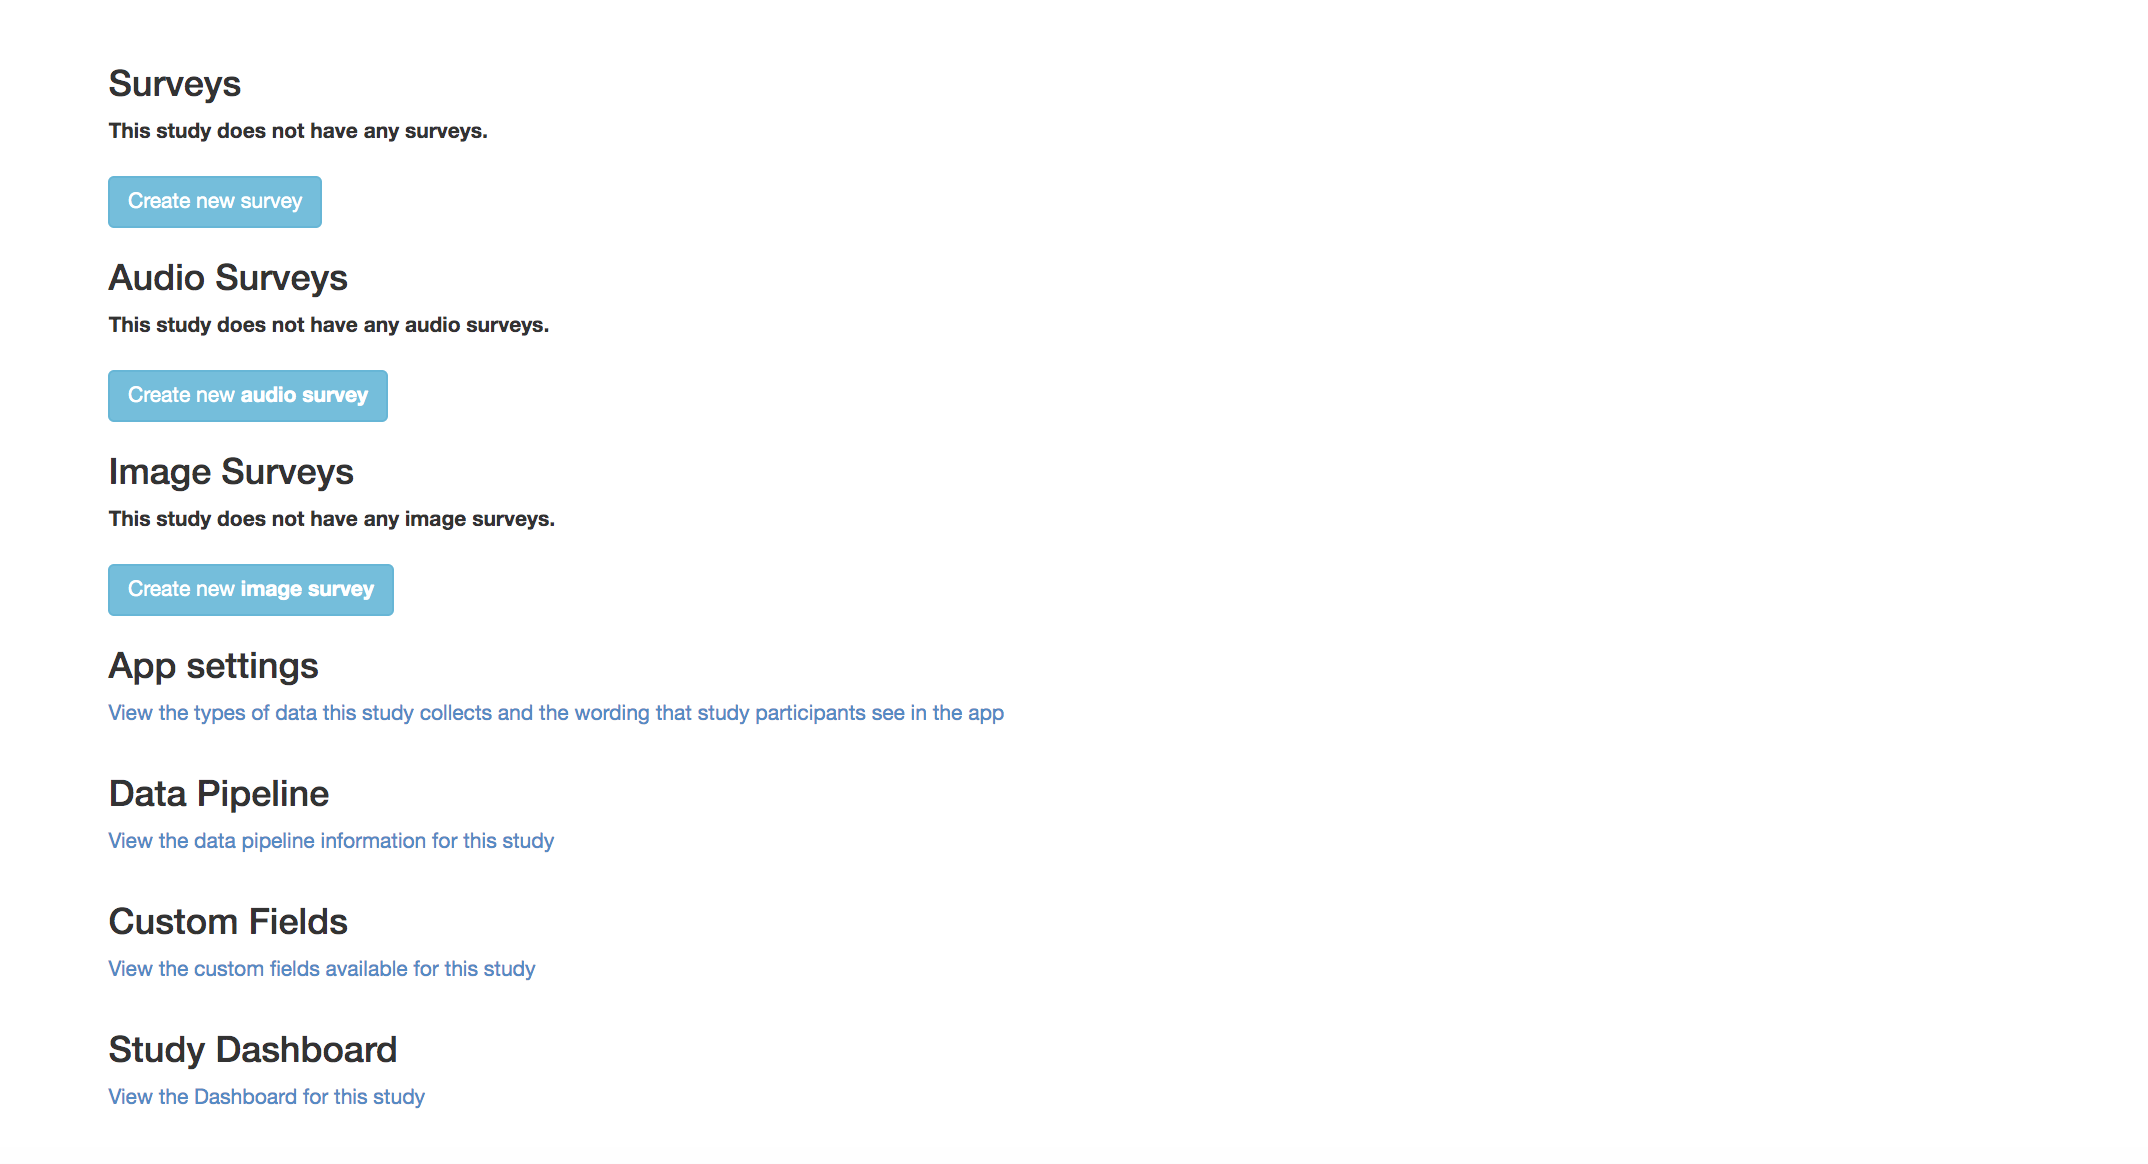 Surveys
This study does not have any surveys.
Create new survey
Audio Surveys
This study does not have any audio surveys.
Create new audio survey
Image Surveys
This study does not have any image surveys.
Create new image survey
App settings
View the types of data this study collects and the wording that study participants see in the app
Data Pipeline
View the data pipeline information for this study
Custom Fields
View the custom fields available for this study
Study Dashboard
View the Dashboard for this study